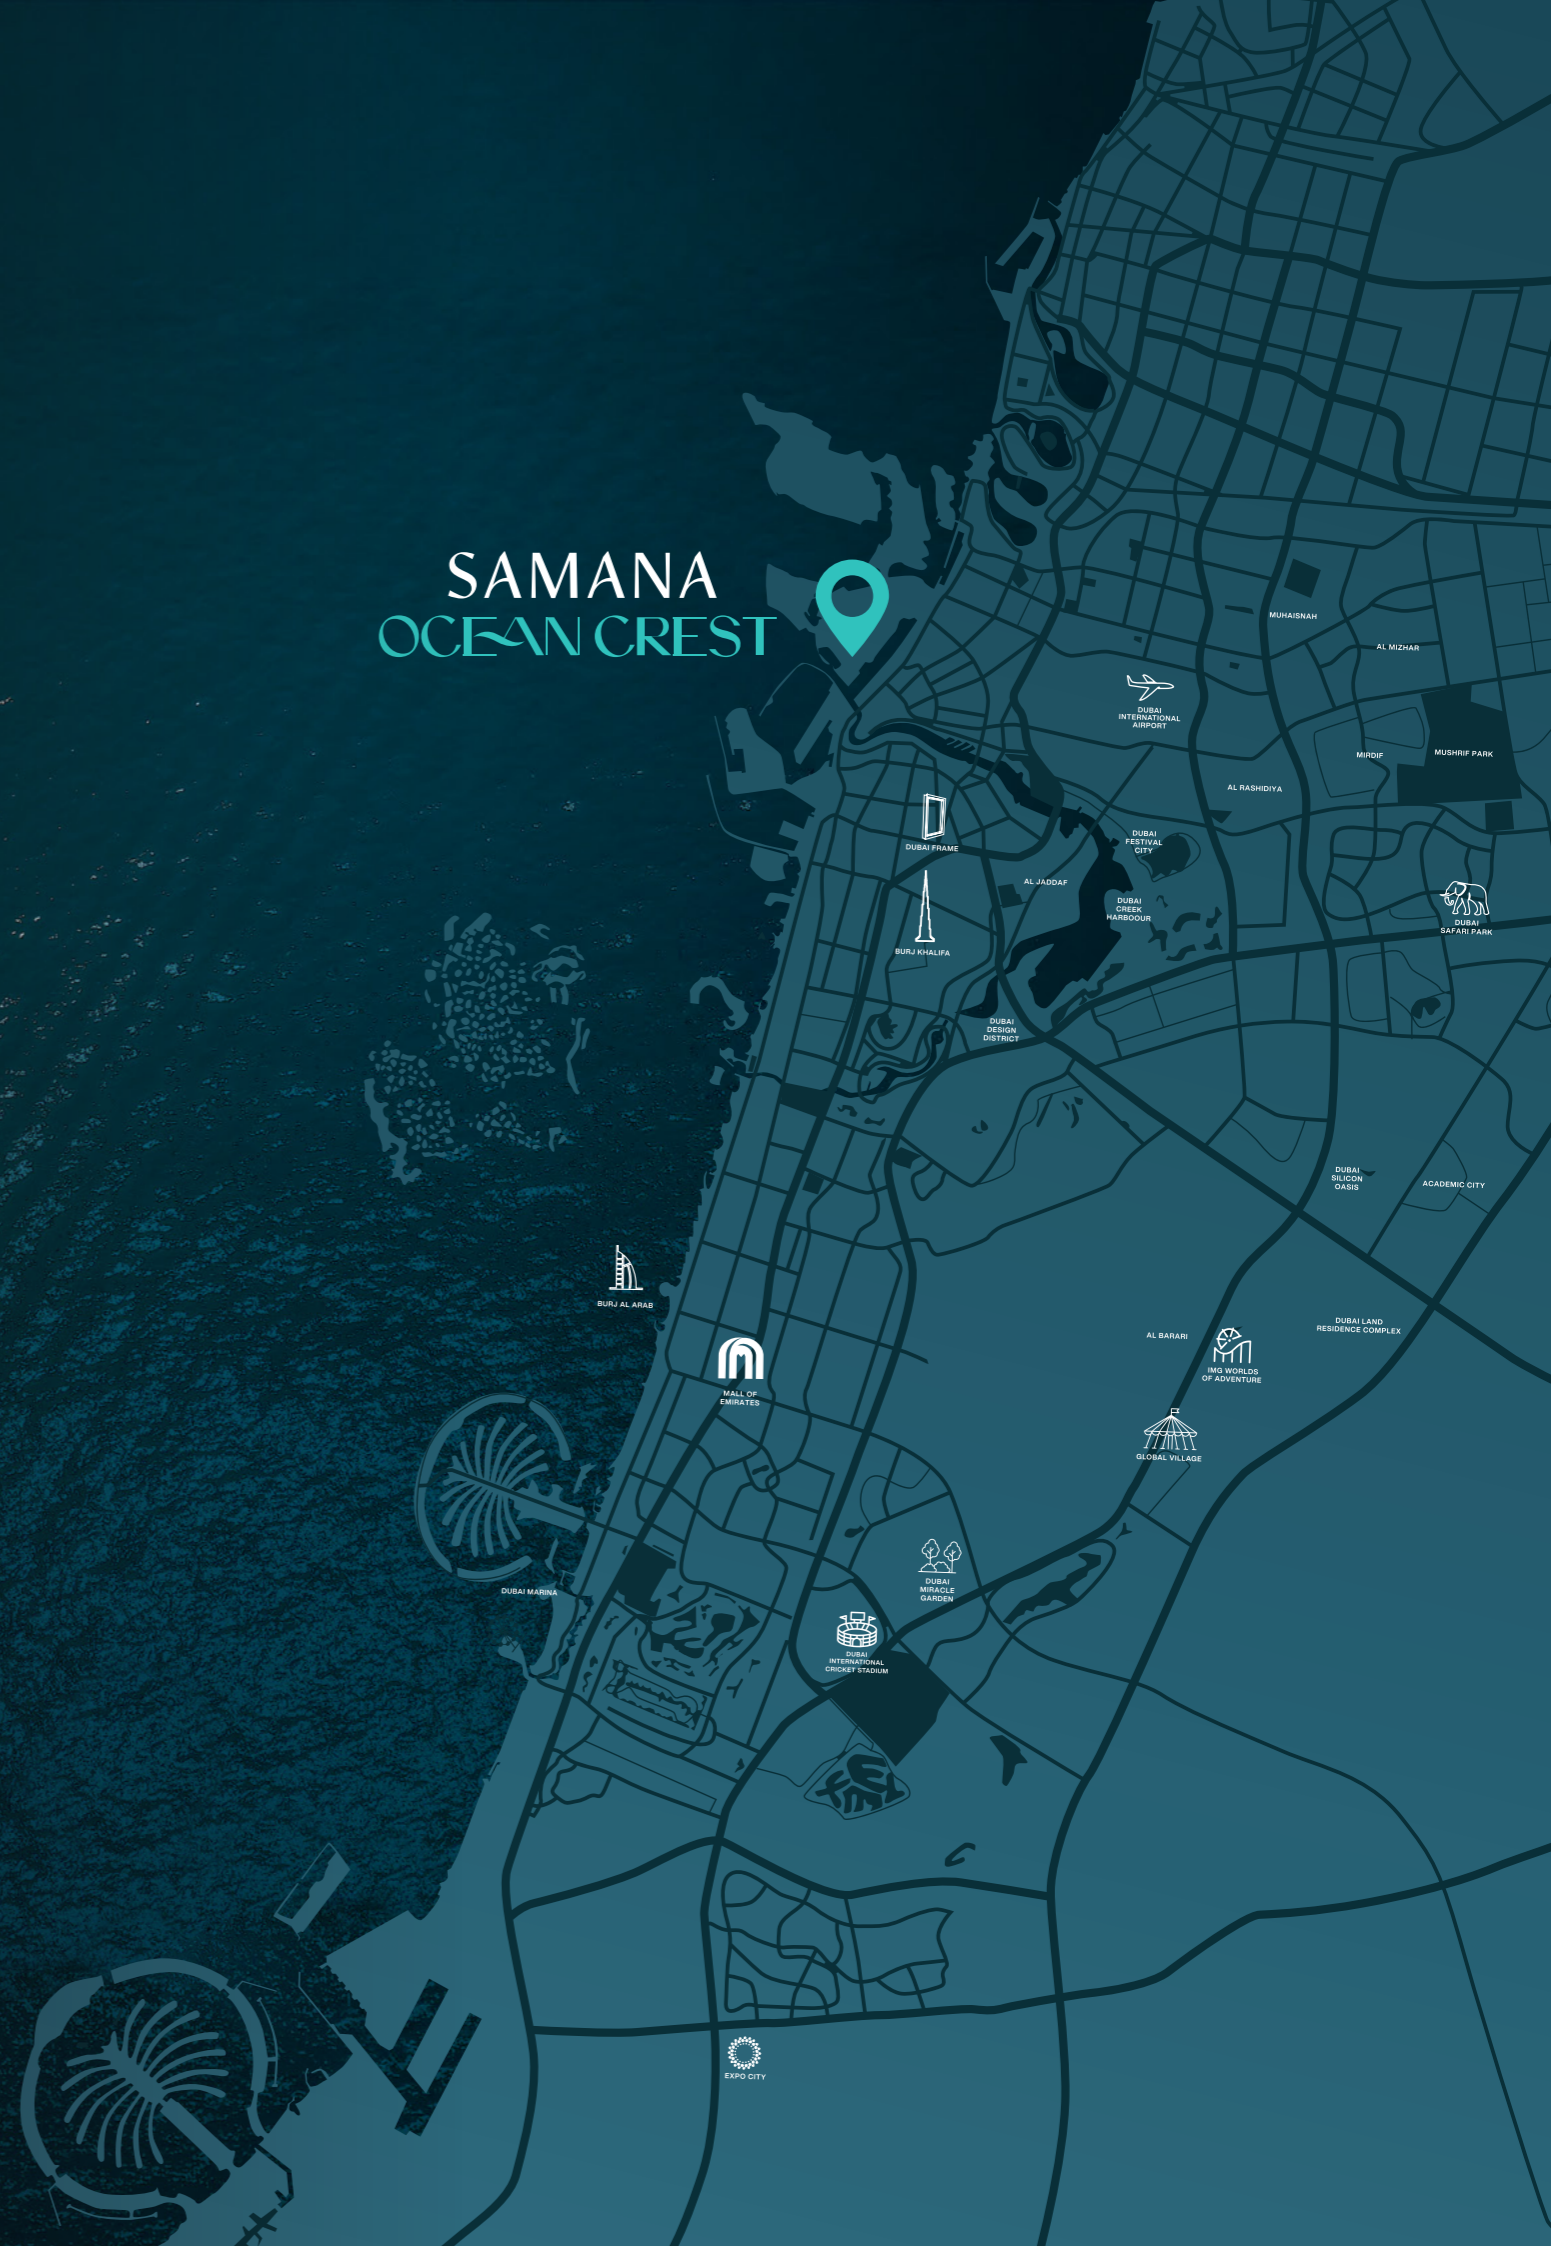 SAMANA
OCEAN CREST
MUHAISNAH
AL MIZHAR
DUBAI
INTERNATIONAL
AIRPORT
MIRDIF
MUSHRIF PARK
AL RASHIDIYA
DUBAI FRAME
DUBAI
FESTIVAL
CITY
AL JADDAF
DUBAI
CREEK
HARBOOUR
DUBAI
SAFARI PARK
BURJ KHALIFA
DUBAI
DESIGN
DISTRICT
DUBAI
SILICON
OASIS
ACADEMIC CITY
BURJ AL ARAB
DUBAI LAND
RESIDENCE COMPLEX
AL BARARI
IMG WORLDS
OF ADVENTURE
MALL OF
EMIRATES
GLOBAL VILLAGE
DUBAI MARINA
DUBAI
MIRACLE
GARDEN
DUBAI
INTERNATIONAL
CRICKET STADIUM
EXPO CITY